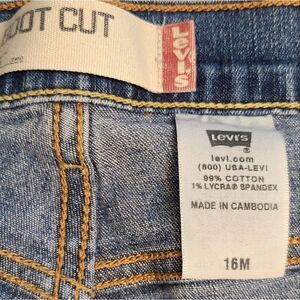 OOT CUT
LEVI'S
Levi's
levi.com
(800) USA-LEVI
99% COTTON
1% LYCRA® SPANDEX
MADE IN CAMBODIA
16M